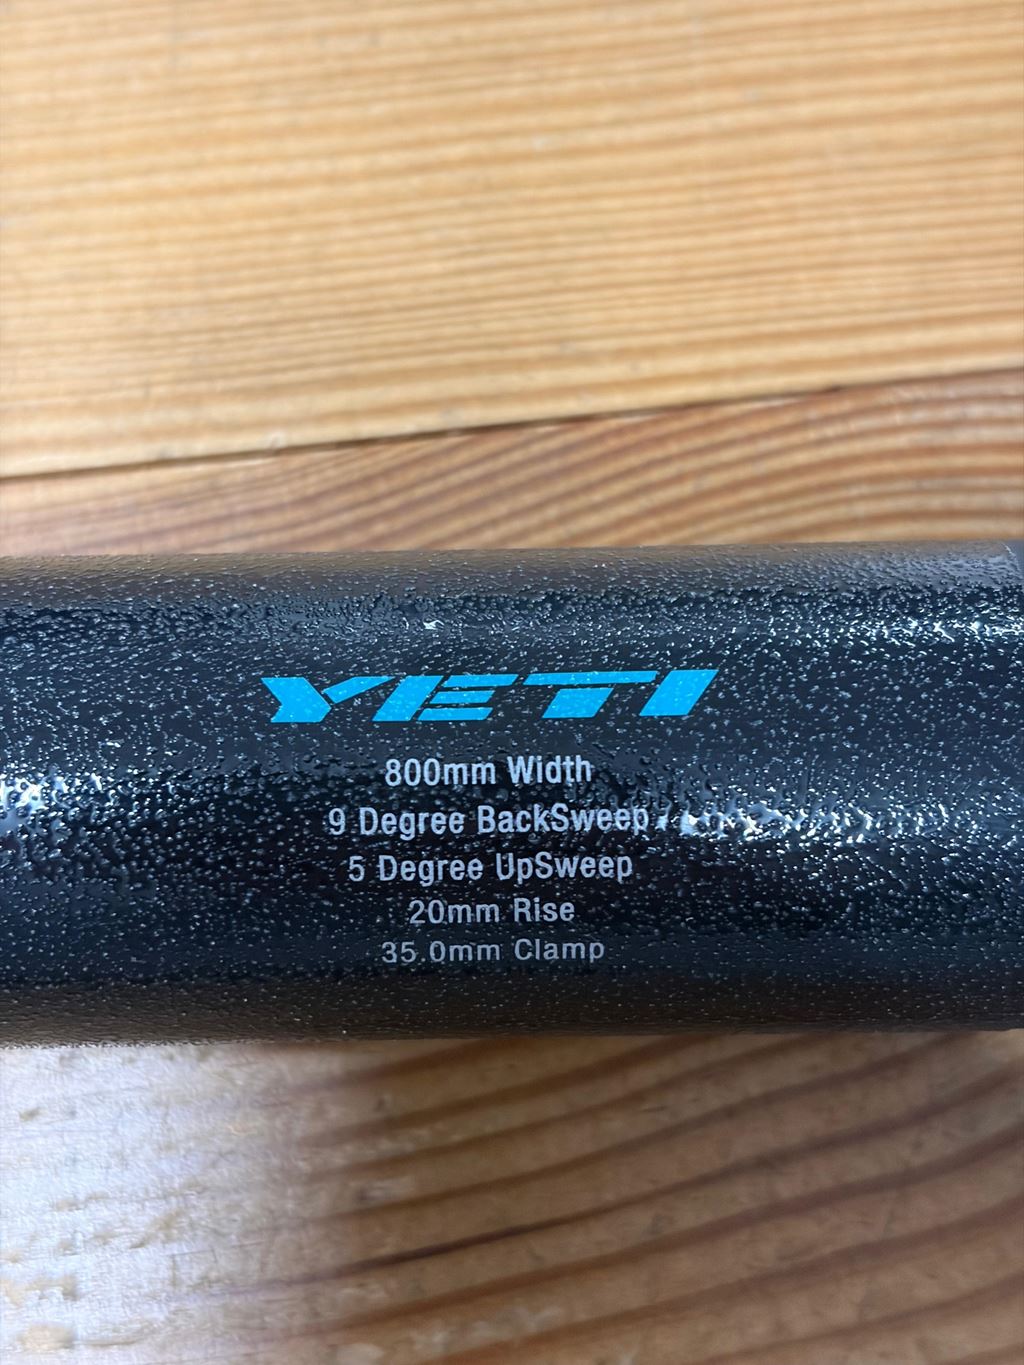 YETI
800mm Width
9 Degree BackSweep
5 Degree UpSweep
20mm Rise
35.0mm Clamp